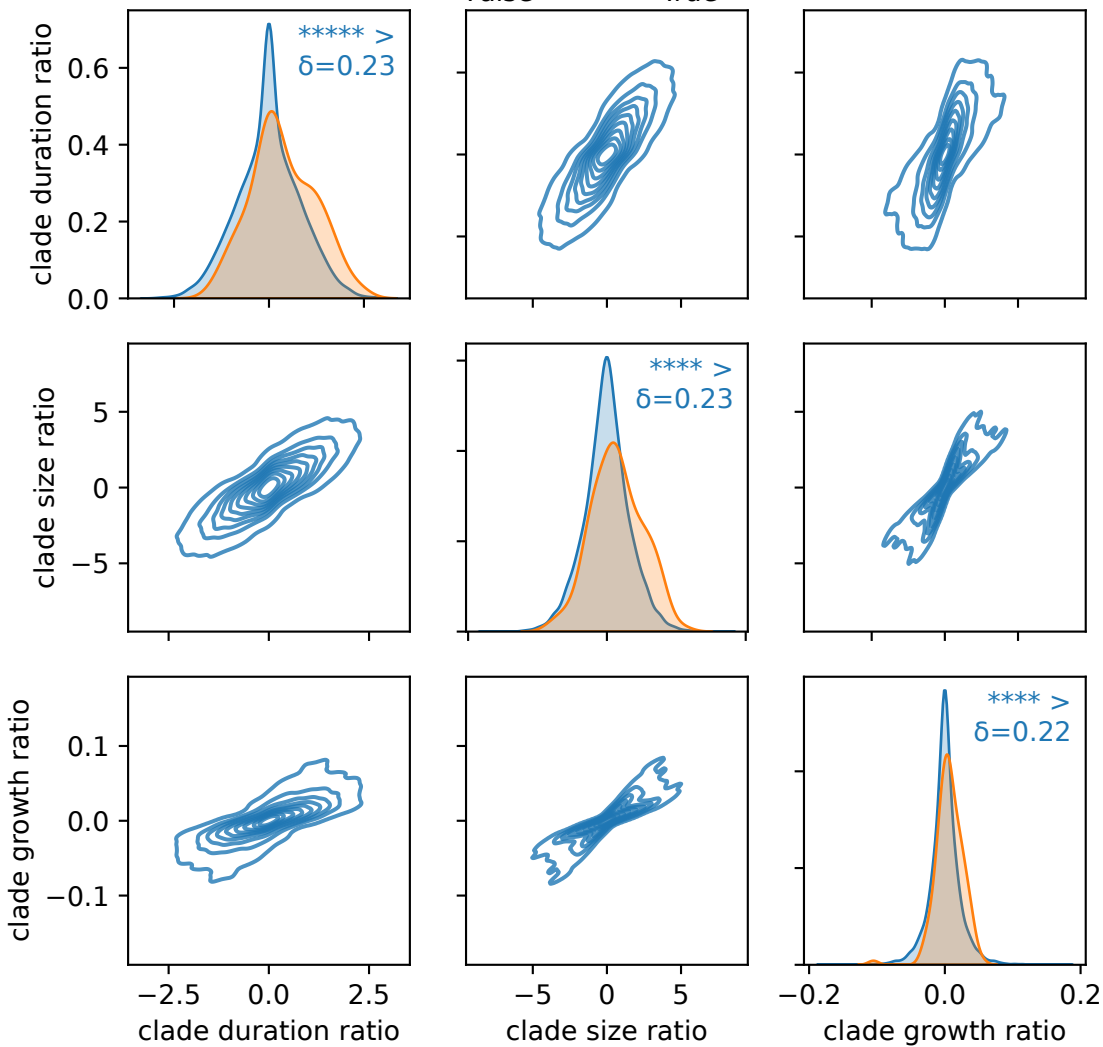 clade duration ratio
0.6
0.4
0.2
0.0
***** >
δ=0.23
clade size ratio
5
0
−5
**** >
δ=0.23
clade growth ratio
0.1
0.0
−0.1
**** >
δ=0.22
−2.5 0.0 2.5
−5 0 5
−0.2 0.0 0.2
clade duration ratio
clade size ratio
clade growth ratio